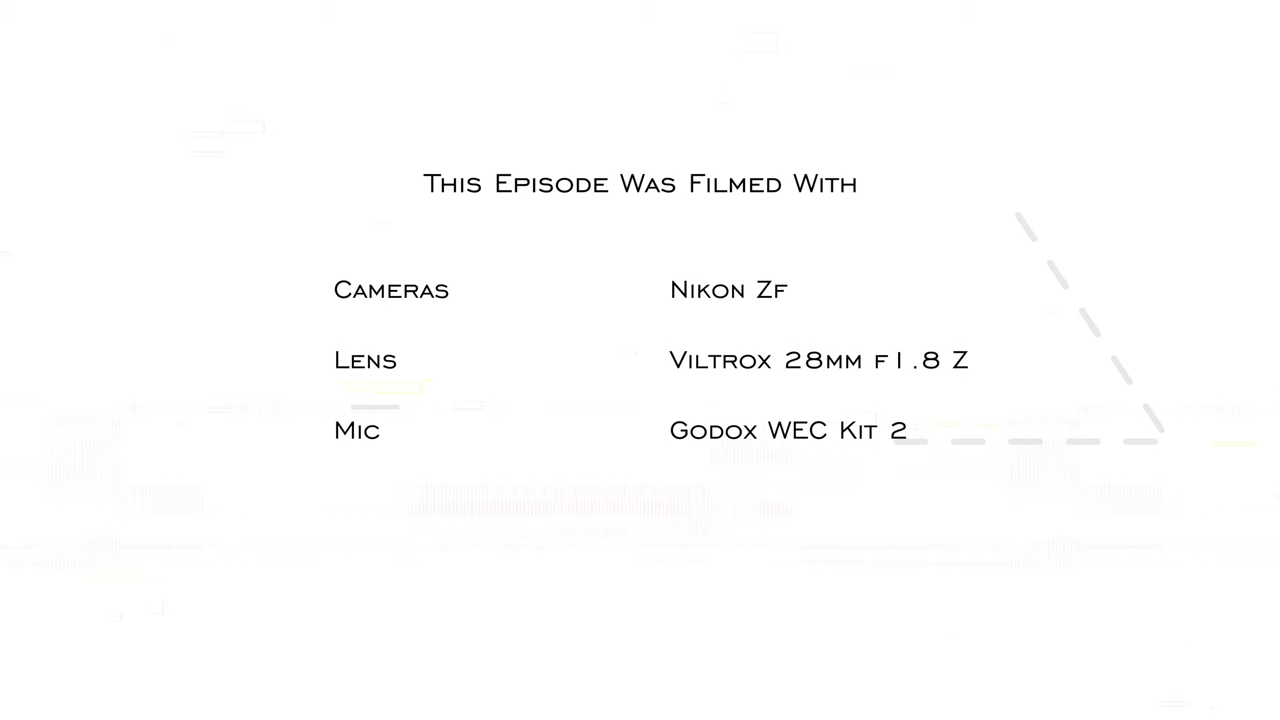 This Episode Was Filmed With
Cameras Nikon Zf
Lens Viltrox 28mm f1.8 Z
Mic Godox WEC Kit 2